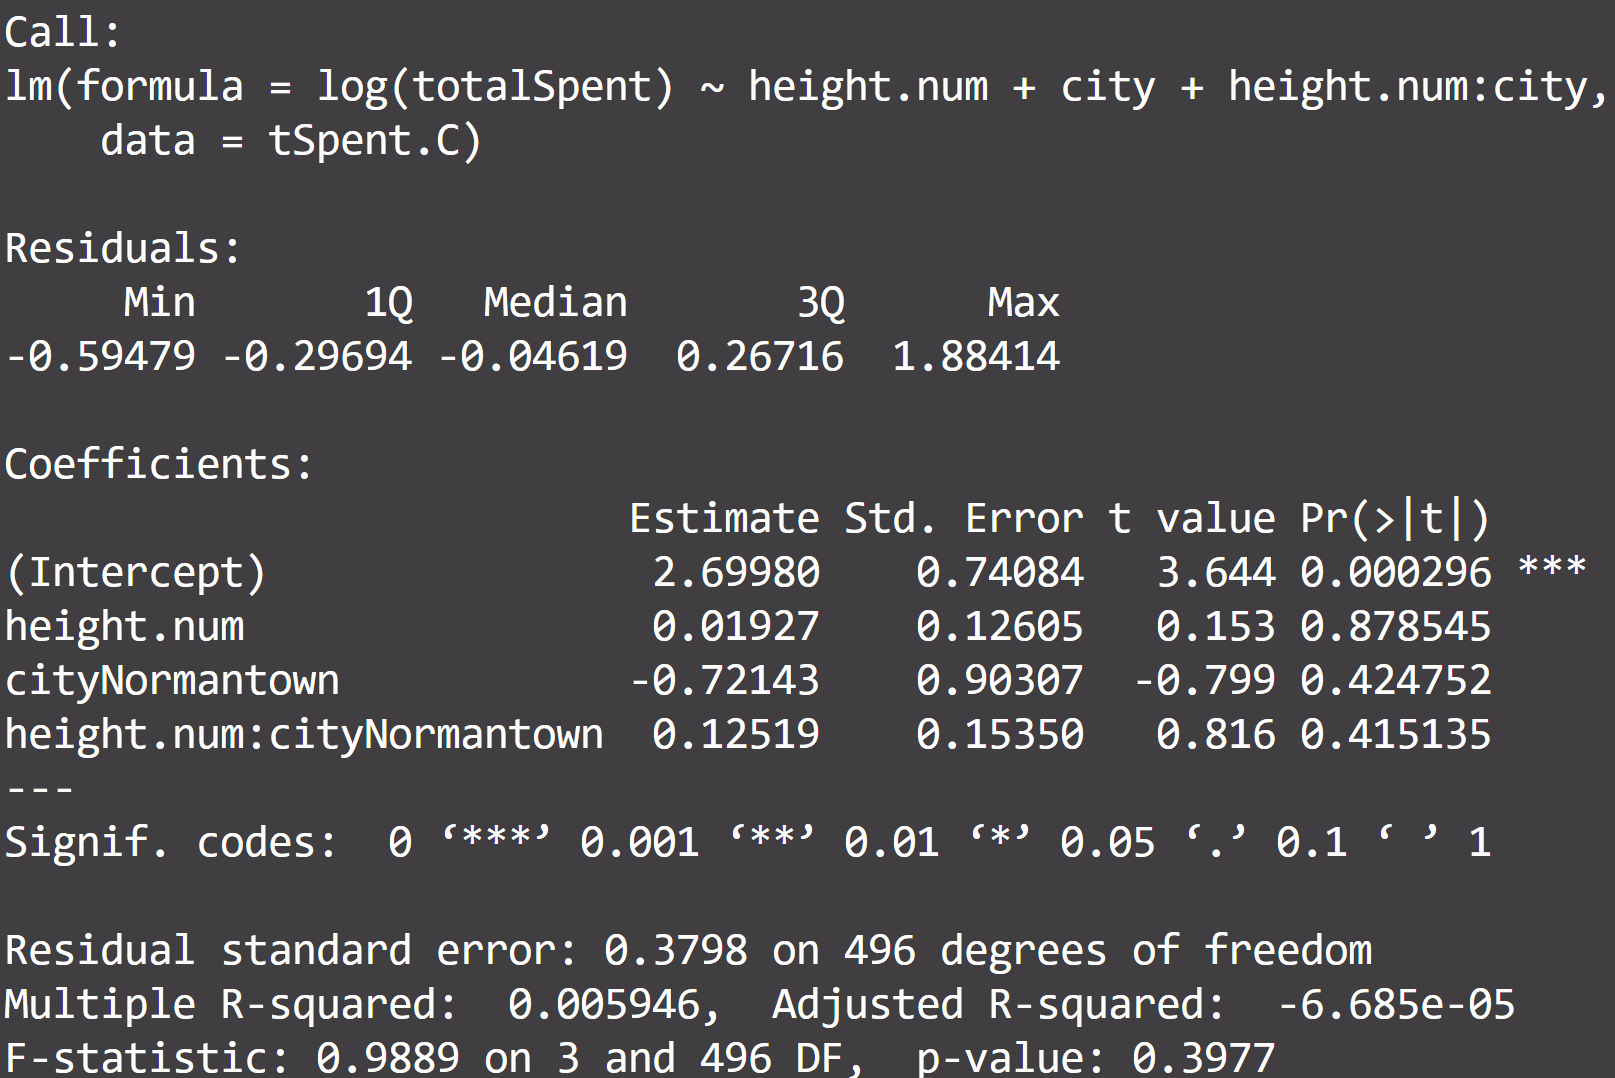 Call:
lm(formula = log(totalSpent) ~ height.num + city + height.num:city,
    data = tSpent.C)

Residuals:
     Min       1Q   Median       3Q      Max
-0.59479 -0.29694 -0.04619  0.26716  1.88414

Coefficients:
                          Estimate Std. Error t value Pr(>|t|)
(Intercept)                2.69980    0.74084   3.644 0.000296 ***
height.num                 0.01927    0.12605   0.153 0.878545
cityNormantown            -0.72143    0.90307  -0.799 0.424752
height.num:cityNormantown  0.12519    0.15350   0.816 0.415135
---
Signif. codes:  0 ‘***’ 0.001 ‘**’ 0.01 ‘*’ 0.05 ‘.’ 0.1 ‘ ’ 1

Residual standard error: 0.3798 on 496 degrees of freedom
Multiple R-squared:  0.005946,  Adjusted R-squared:  -6.685e-05
F-statistic: 0.9889 on 3 and 496 DF,  p-value: 0.3977